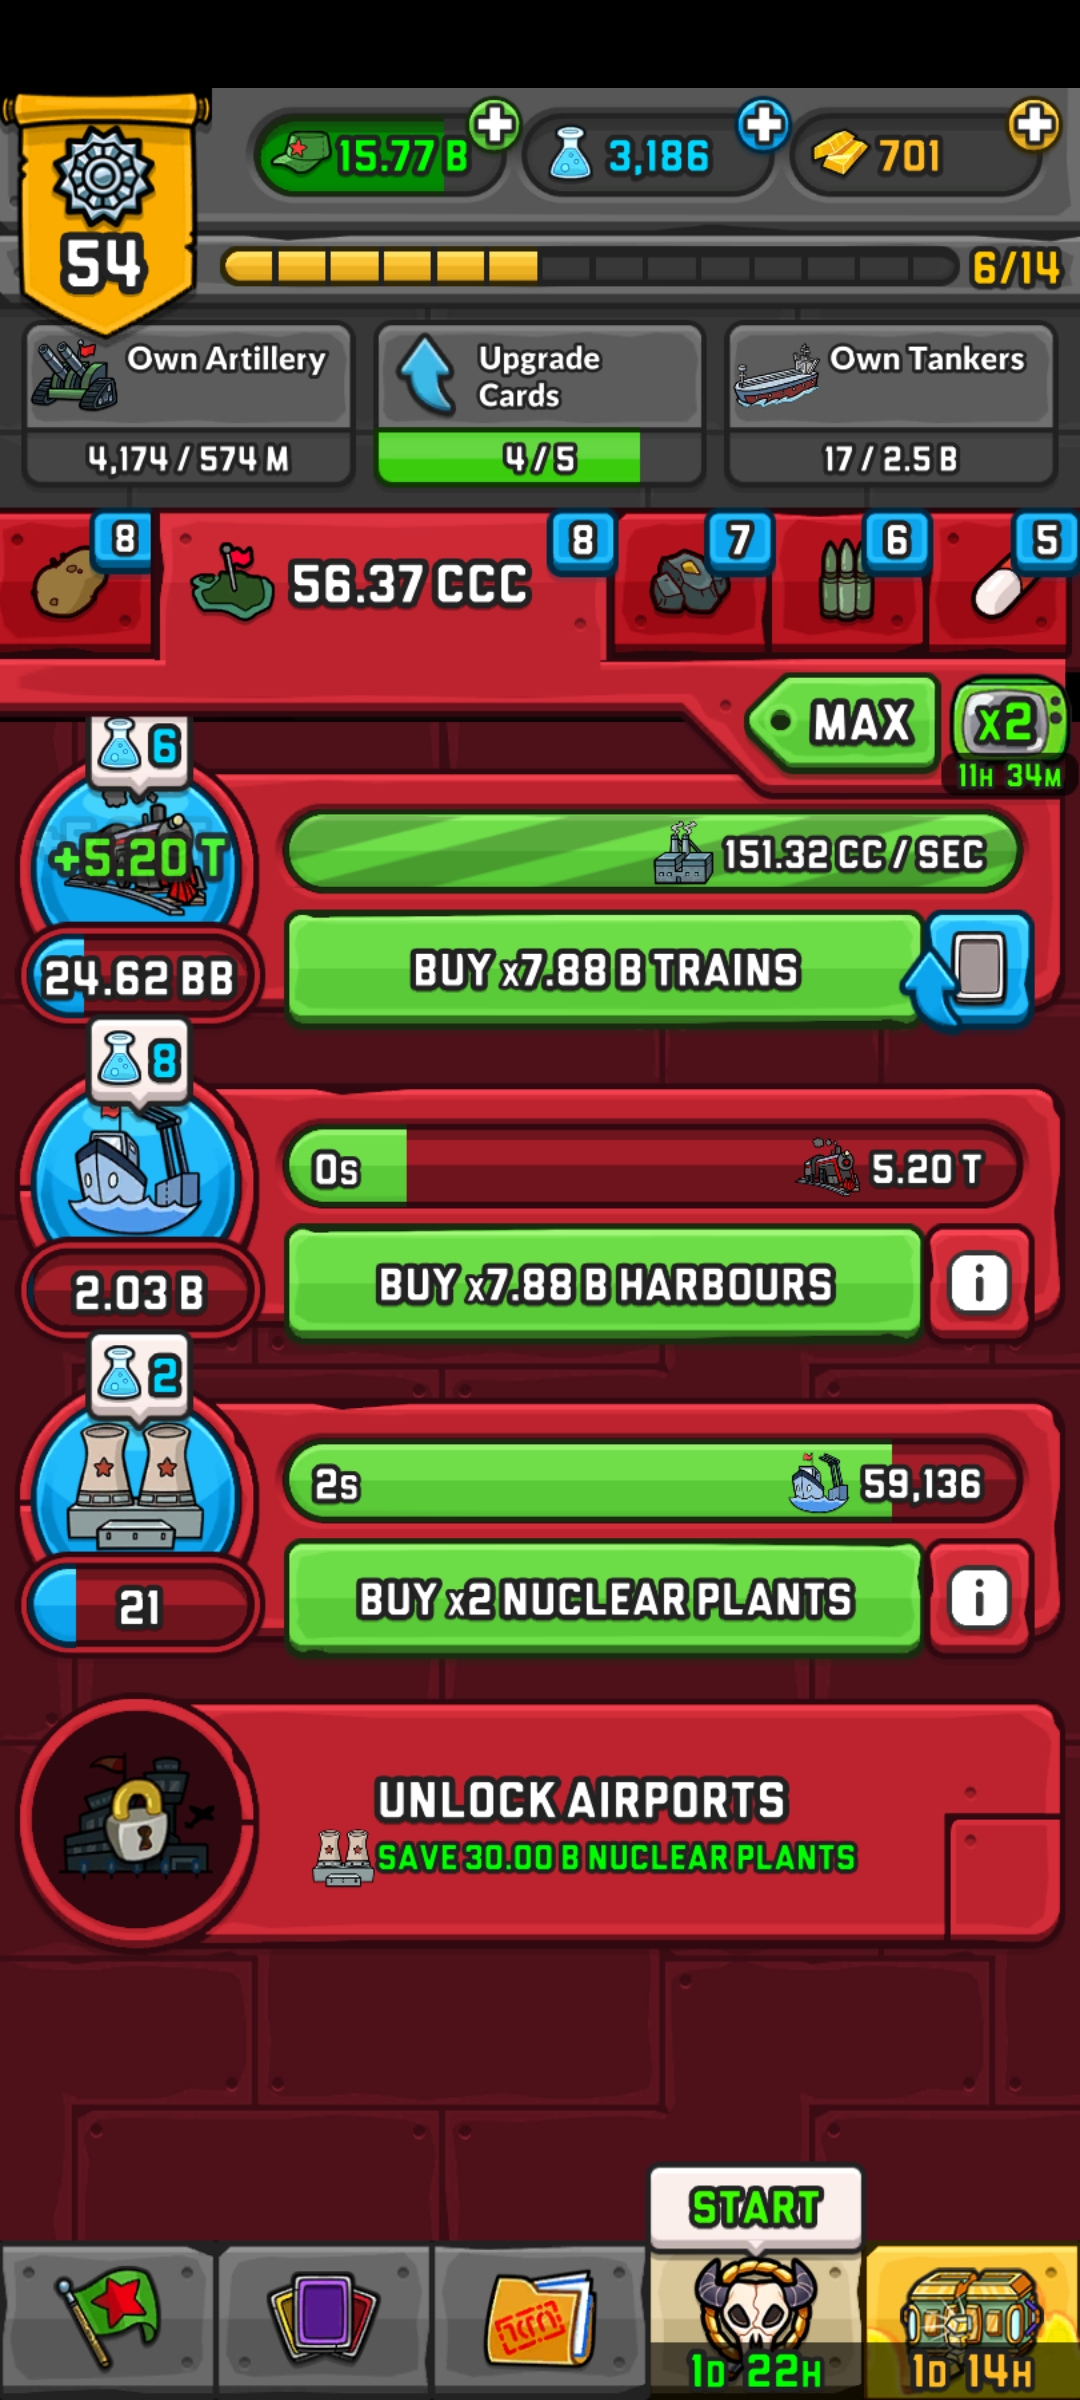 15.77 B
3,186
701
54
6/14
Own Artillery
4,174 / 574 M
Upgrade
Cards
4 / 5
Own Tankers
17 / 2.5 B
8
56.37 CCC
8
7
6
5
MAX
x2
11H 34M
6
+5.20 T
151.32 CC / SEC
24.62 BB
BUY x7.88 B TRAINS
8
0s
5.20 T
2.03 B
BUY x7.88 B HARBOURS
i
2
2s
59,136
21
BUY x2 NUCLEAR PLANTS
i
UNLOCK AIRPORTS
SAVE 30.00 B NUCLEAR PLANTS
START
1D 22H
1D 14H